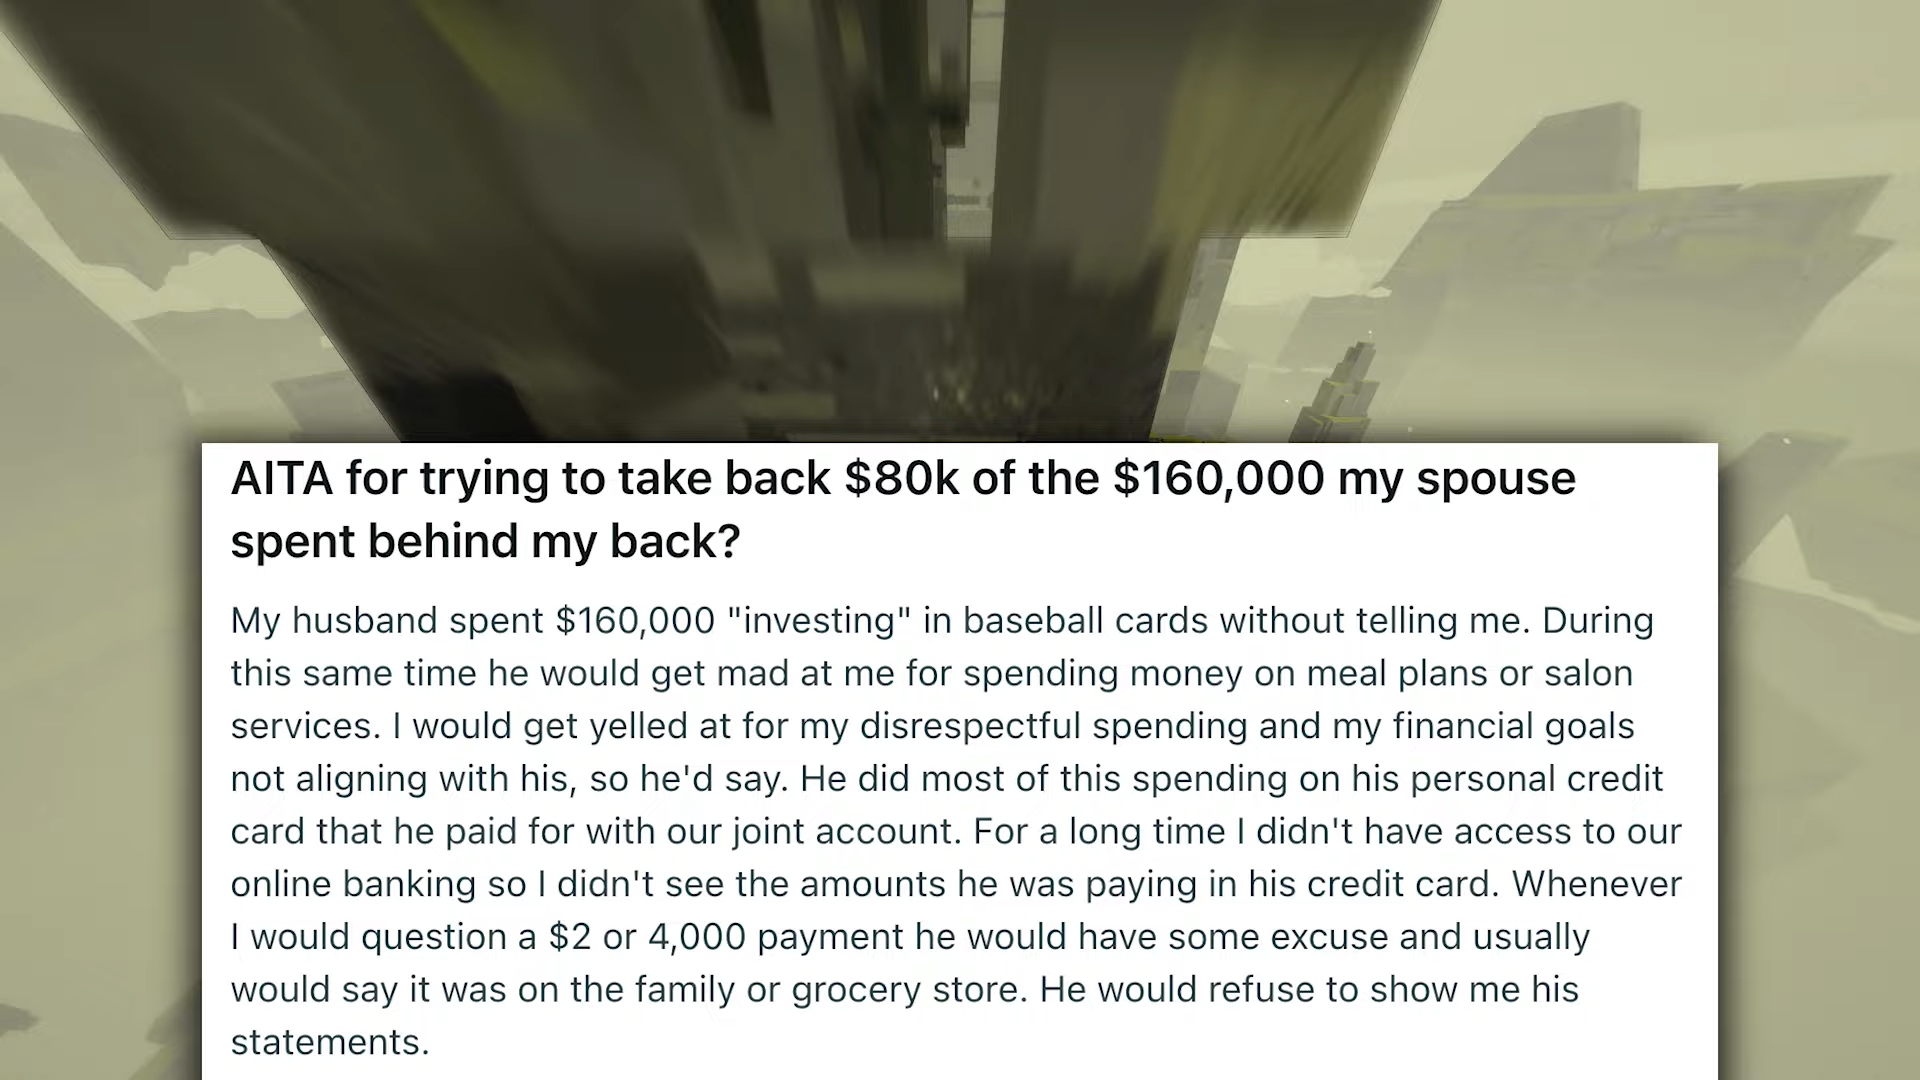 AITA for trying to take back $80k of the $160,000 my spouse
spent behind my back?
My husband spent $160,000 "investing" in baseball cards without telling me. During
this same time he would get mad at me for spending money on meal plans or salon
services. I would get yelled at for my disrespectful spending and my financial goals
not aligning with his, so he'd say. He did most of this spending on his personal credit
card that he paid for with our joint account. For a long time I didn't have access to our
online banking so I didn't see the amounts he was paying in his credit card. Whenever
I would question a $2 or 4,000 payment he would have some excuse and usually
would say it was on the family or grocery store. He would refuse to show me his
statements.